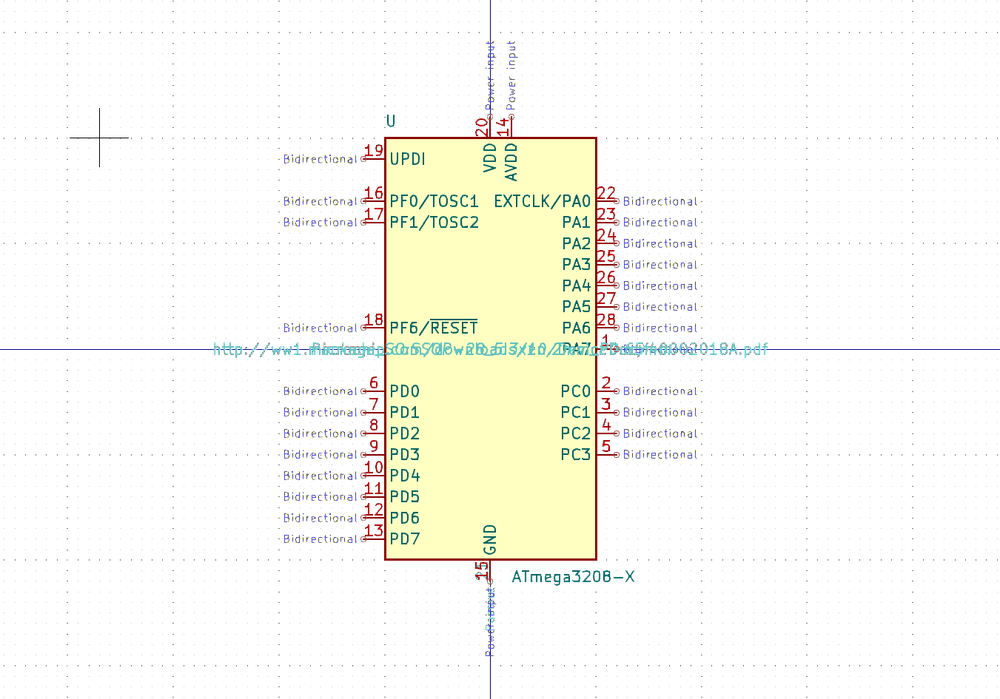 Power input
Power input
U
20
14
VDD
AVDD
Bidirectional 19 UPDI
Bidirectional 16 PF0/TOSC1 EXTCLK/PA0 22 Bidirectional
Bidirectional 17 PF1/TOSC2 PA1 23 Bidirectional
PA2 24 Bidirectional
PA3 25 Bidirectional
PA4 26 Bidirectional
PA5 27 Bidirectional
Bidirectional 18 PF6/RESET PA6 28 Bidirectional
PA7 1
Bidirectional 6 PD0 PC0 2 Bidirectional
Bidirectional 7 PD1 PC1 3 Bidirectional
Bidirectional 8 PD2 PC2 4 Bidirectional
Bidirectional 9 PD3 PC3 5 Bidirectional
Bidirectional 10 PD4
Bidirectional 11 PD5
Bidirectional 12 PD6
Bidirectional 13 PD7
GND
15
ATmega3208-X